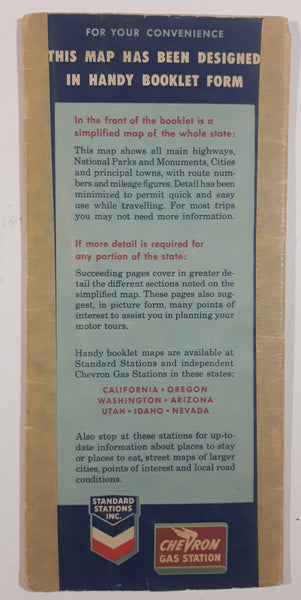 FOR YOUR CONVENIENCE
THIS MAP HAS BEEN DESIGNED
IN HANDY BOOKLET FORM
In the front of the booklet is a
simplified map of the whole state:
This map shows all main highways,
National Parks and Monuments, Cities
and principal towns, with route num-
bers and mileage figures. Detail has been
minimized to permit quick and easy
use while travelling. For most trips
you may not need more information.
If more detail is required for
any portion of the state:
Succeeding pages cover in greater de-
tail the different sections noted on the
simplified map. These pages also sug-
gest, in picture form, many points of
interest to assist you in planning your
motor tours.
Handy booklet maps are available at
Standard Stations and independent
Chevron Gas Stations in these states:
CALIFORNIA • OREGON
WASHINGTON • ARIZONA
UTAH • IDAHO • NEVADA
Also stop at these stations for up-to-
date information about places to stay
or places to eat, street maps of larger
cities, points of interest and local road
conditions.
STANDARD
STATIONS
INC.
CHEVRON
GAS STATION